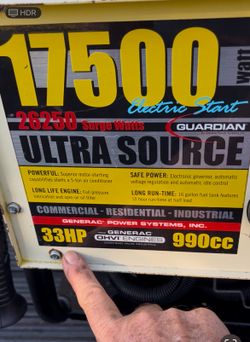 HDR
17500
watt
Electric Start
26250 Surge Watts
GUARDIAN
ULTRA SOURCE
POWERFUL: Superior motor-starting
capabilities starts a 5-ton air conditioner
SAFE POWER: Electronic governor, automatic
voltage regulation and automatic idle control
LONG LIFE ENGINE: Full-pressure
lubrication and spin-on oil filter
LONG RUN-TIME: 16 gallon fuel tank features
10 hour run-time at half load
COMMERCIAL - RESIDENTIAL - INDUSTRIAL
GENERAC POWER SYSTEMS, INC.
33HP
GENERAC
OHVI ENGINES
990cc